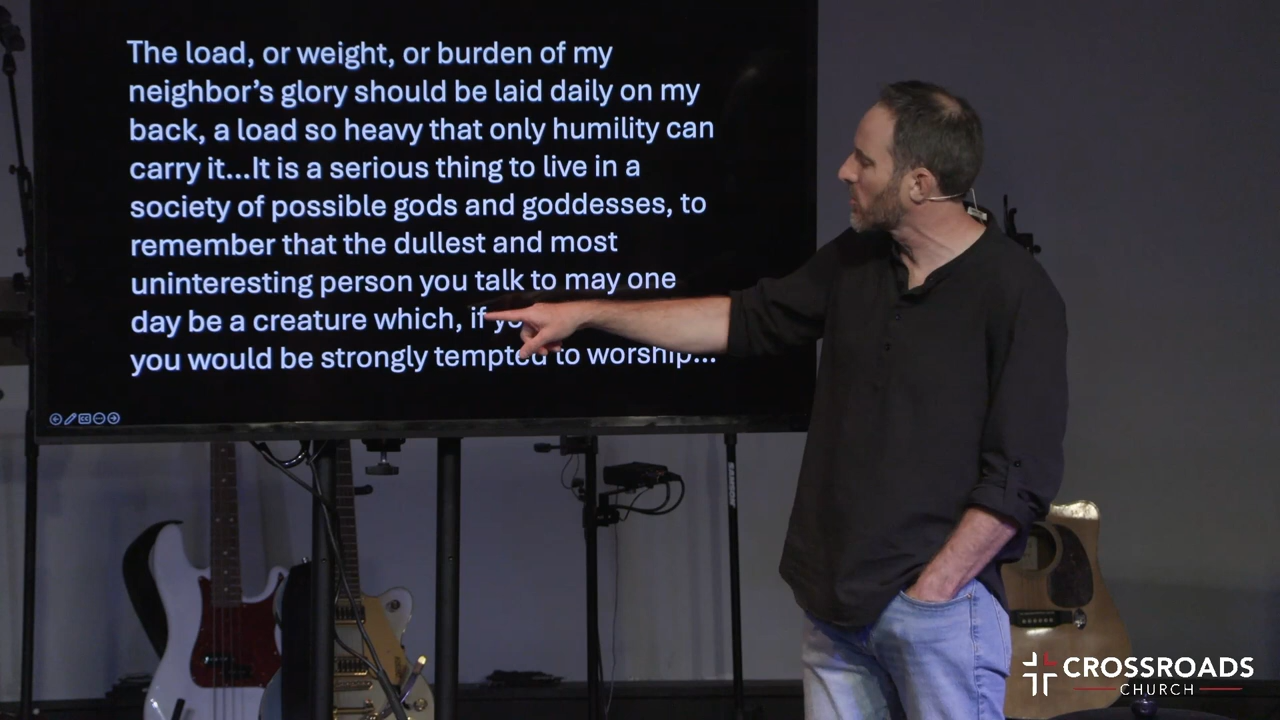 The load, or weight, or burden of my
neighbor's glory should be laid daily on my
back, a load so heavy that only humility can
carry it...It is a serious thing to live in a
society of possible gods and goddesses, to
remember that the dullest and most
uninteresting person you talk to may one
day be a creature which, if
you would be strongly tempted to worship...
SAMSON
CROSSROADS
CHURCH